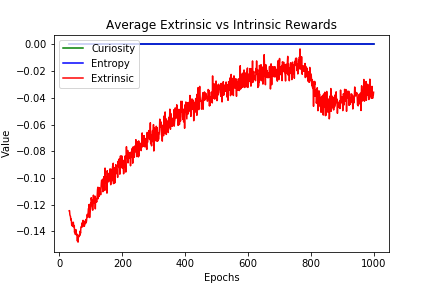 Average Extrinsic vs Intrinsic Rewards
0.00
−0.02
−0.04
−0.06
−0.08
−0.10
−0.12
−0.14
Value
Curiosity
Entropy
Extrinsic
0 200 400 600 800 1000
Epochs